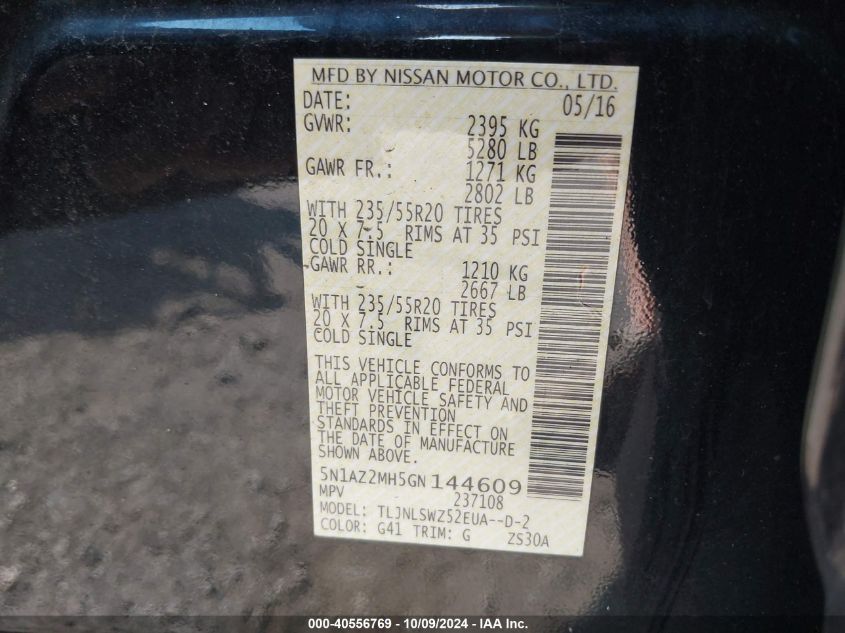 MFD BY NISSAN MOTOR CO., LTD.
DATE: 05/16
GVWR: 2395 KG
5280 LB
GAWR FR.: 1271 KG
2802 LB
WITH 235/55R20 TIRES
20 X 7.5 RIMS AT 35 PSI
COLD SINGLE
GAWR RR.: 1210 KG
2667 LB
WITH 235/55R20 TIRES
20 X 7.5 RIMS AT 35 PSI
COLD SINGLE
THIS VEHICLE CONFORMS TO
ALL APPLICABLE FEDERAL
MOTOR VEHICLE SAFETY AND
THEFT PREVENTION
STANDARDS IN EFFECT ON
THE DATE OF MANUFACTURE
SHOWN ABOVE.
5N1AZ2MH5GN144609
MPV 237108
MODEL: TLJNLSWZ52EUA--D-2
COLOR: G41 TRIM: G ZS30A
000-40556769 - 10/09/2024 - IAA Inc.